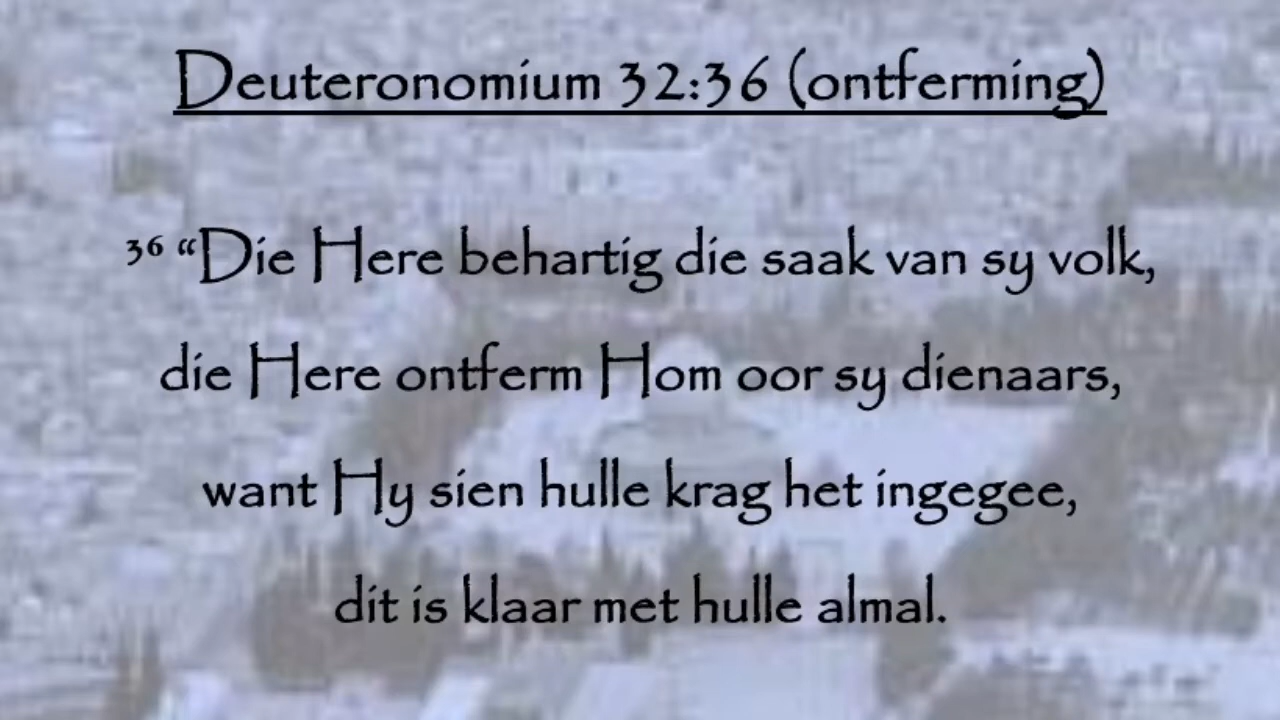 Deuteronomium 32:36 (ontferming)
36 “Die Here behartig die saak van sy volk,
die Here ontferm Hom oor sy dienaars,
want Hy sien hulle krag het ingegee,
dit is klaar met hulle almal.